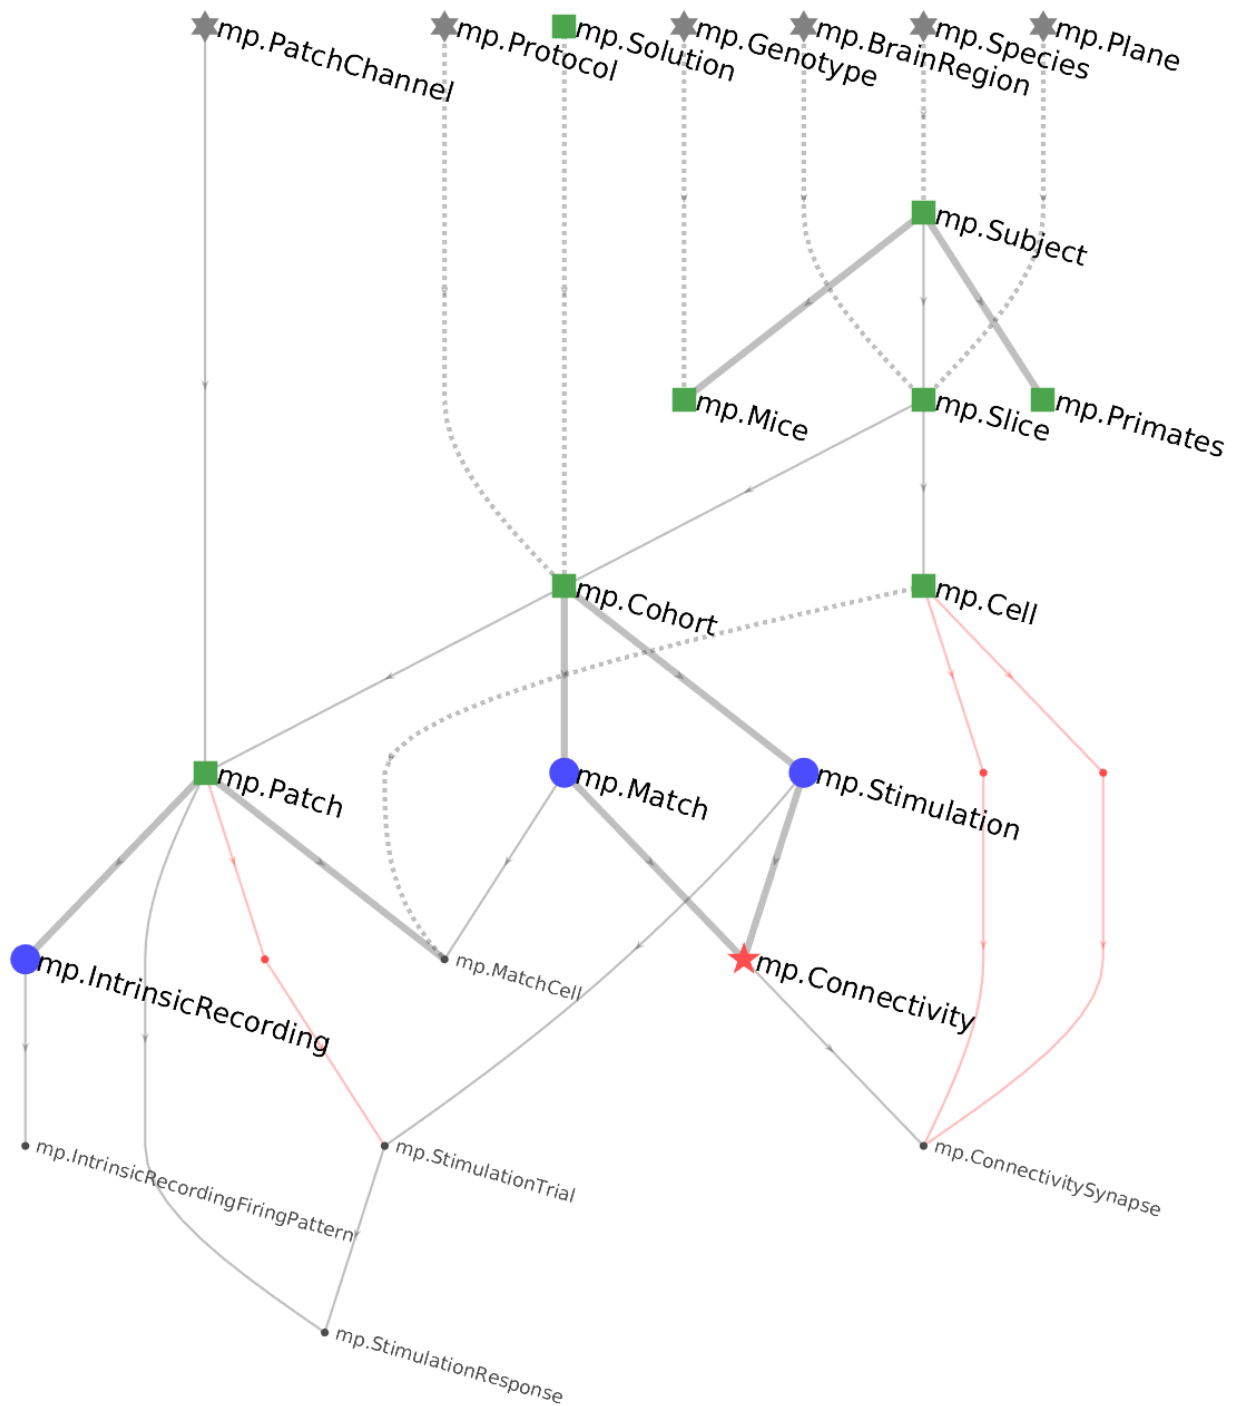 mp.PatchChannel
mp.Protocol
mp.Solution
mp.Genotype
mp.BrainRegion
mp.Species
mp.Plane
mp.Subject
mp.Mice
mp.Slice
mp.Primates
mp.Cohort
mp.Cell
mp.Patch
mp.Match
mp.Stimulation
mp.IntrinsicRecording
mp.MatchCell
mp.Connectivity
mp.IntrinsicRecordingFiringPattern
mp.StimulationTrial
mp.ConnectivitySynapse
mp.StimulationResponse